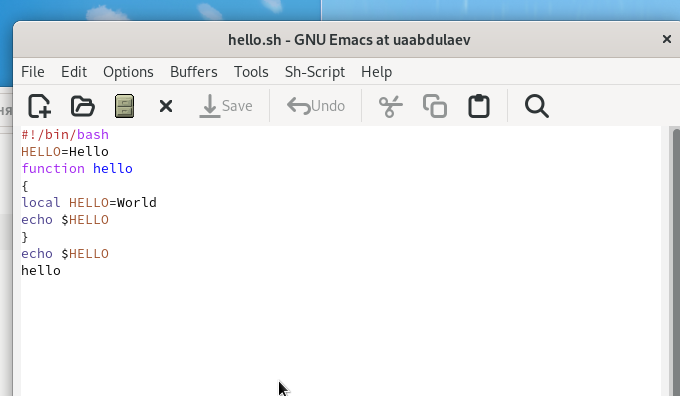 hello.sh - GNU Emacs at uaabdulaev
File Edit Options Buffers Tools Sh-Script Help
Save Undo
ня
#!/bin/bash
HELLO=Hello
function hello
{
local HELLO=World
echo $HELLO
}
echo $HELLO
hello